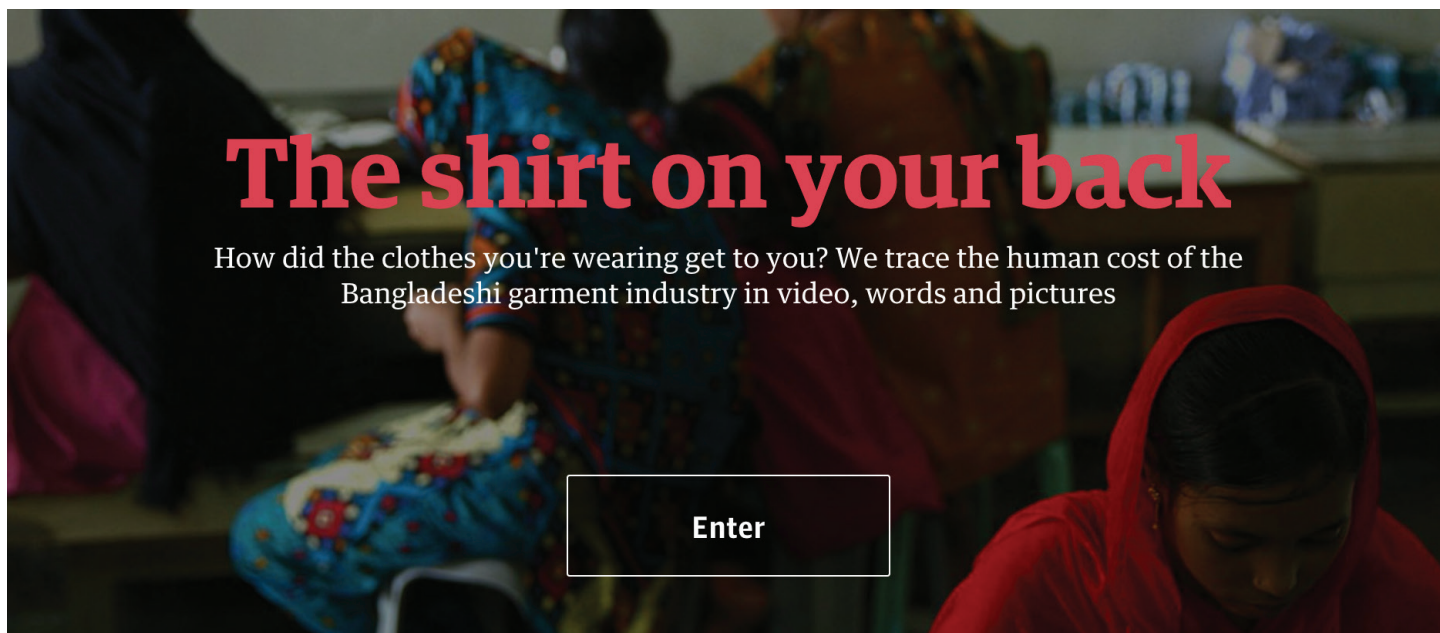 The shirt on your back
How did the clothes you're wearing get to you? We trace the human cost of the
Bangladeshi garment industry in video, words and pictures
Enter